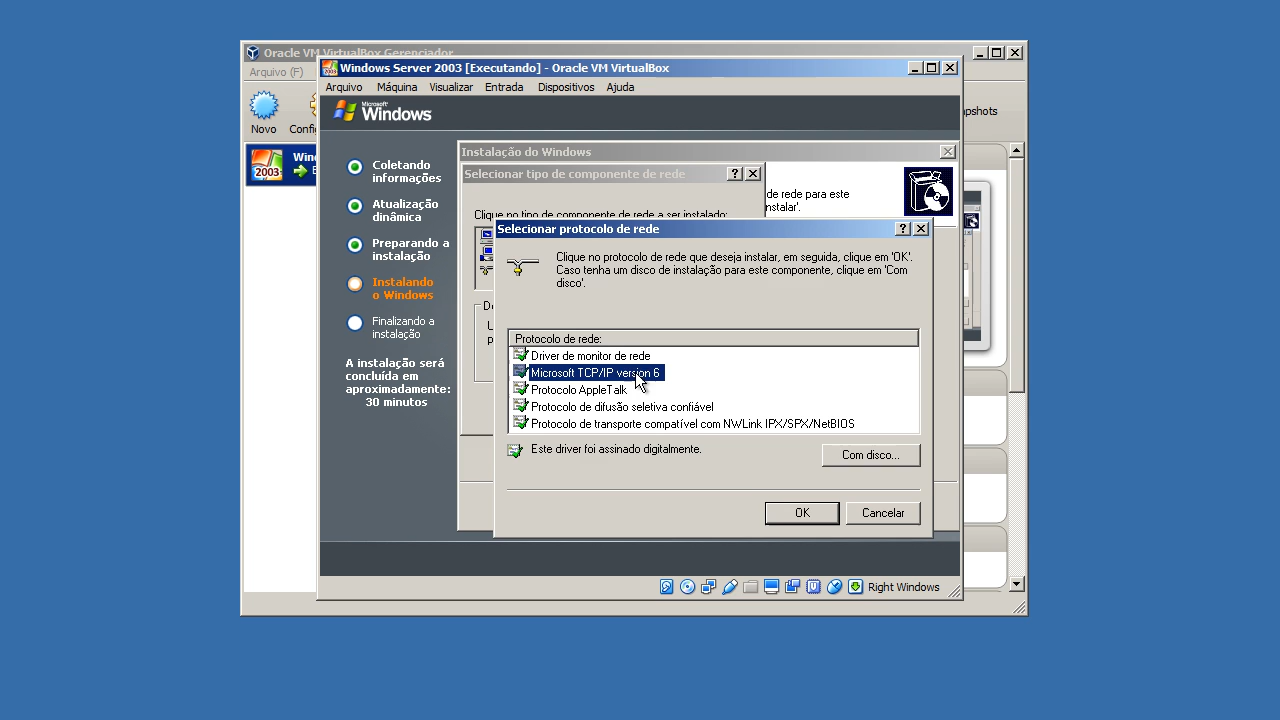 Oracle VM VirtualBox Gerenciador
Arquivo (F)
Novo
2003
Windows Server 2003 [Executando] - Oracle VM VirtualBox
Arquivo Máquina Visualizar Entrada Dispositivos Ajuda
Microsoft
Windows
Coletando
informações
Atualização
dinâmica
Preparando a
instalação
Instalando
o Windows
Finalizando a
instalação
A instalação será
concluída em
aproximadamente:
30 minutos
Instalação do Windows
Selecionar tipo de componente de rede
de rede para este
Clique no tipo de componente de rede a ser instalado:
Selecionar protocolo de rede
Clique no protocolo de rede que deseja instalar, em seguida, clique em 'OK'.
Caso tenha um disco de instalação para este componente, clique em 'Com
disco'.
Protocolo de rede:
Driver de monitor de rede
Microsoft TCP/IP version 6
Protocolo AppleTalk
Protocolo de difusão seletiva confiável
Protocolo de transporte compatível com NWLink IPX/SPX/NetBIOS
Este driver foi assinado digitalmente.
Com disco...
OK
Cancelar
Right Windows